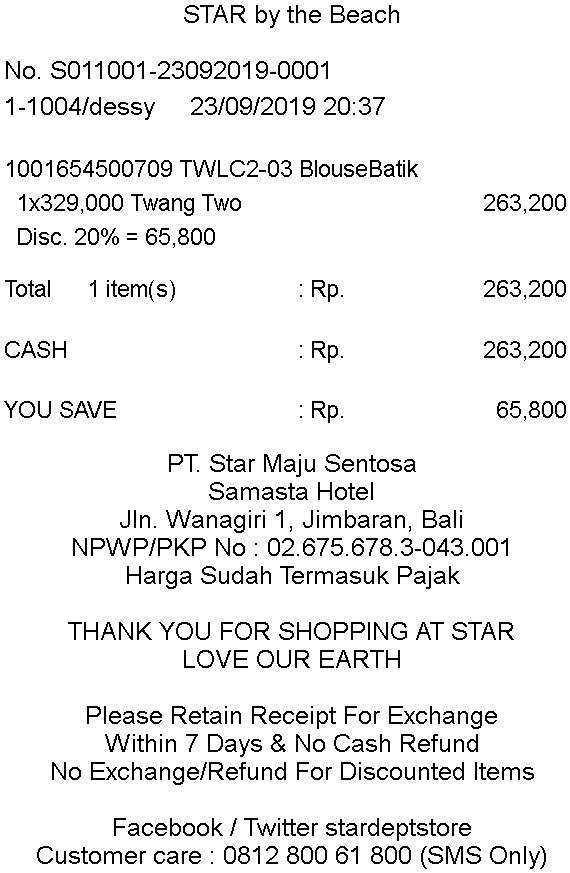 STAR by the Beach
No. S011001-23092019-0001
1-1004/dessy 23/09/2019 20:37
1001654500709 TWLC2-03 BlouseBatik
1x329,000 Twang Two 263,200
Disc. 20% = 65,800
Total 1 item(s) : Rp. 263,200
CASH : Rp. 263,200
YOU SAVE : Rp. 65,800
PT. Star Maju Sentosa
Samasta Hotel
Jln. Wanagiri 1, Jimbaran, Bali
NPWP/PKP No : 02.675.678.3-043.001
Harga Sudah Termasuk Pajak
THANK YOU FOR SHOPPING AT STAR
LOVE OUR EARTH
Please Retain Receipt For Exchange
Within 7 Days & No Cash Refund
No Exchange/Refund For Discounted Items
Facebook / Twitter stardeptstore
Customer care : 0812 800 61 800 (SMS Only)